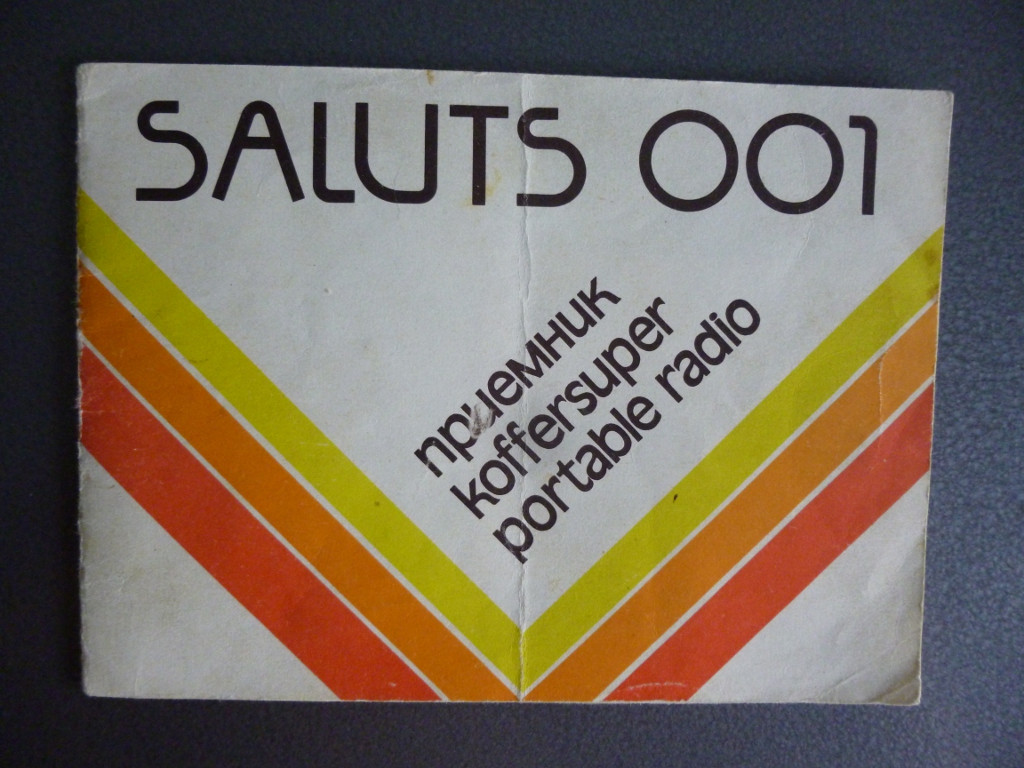 SALUTS 001
приемник
koffersuper
portable radio